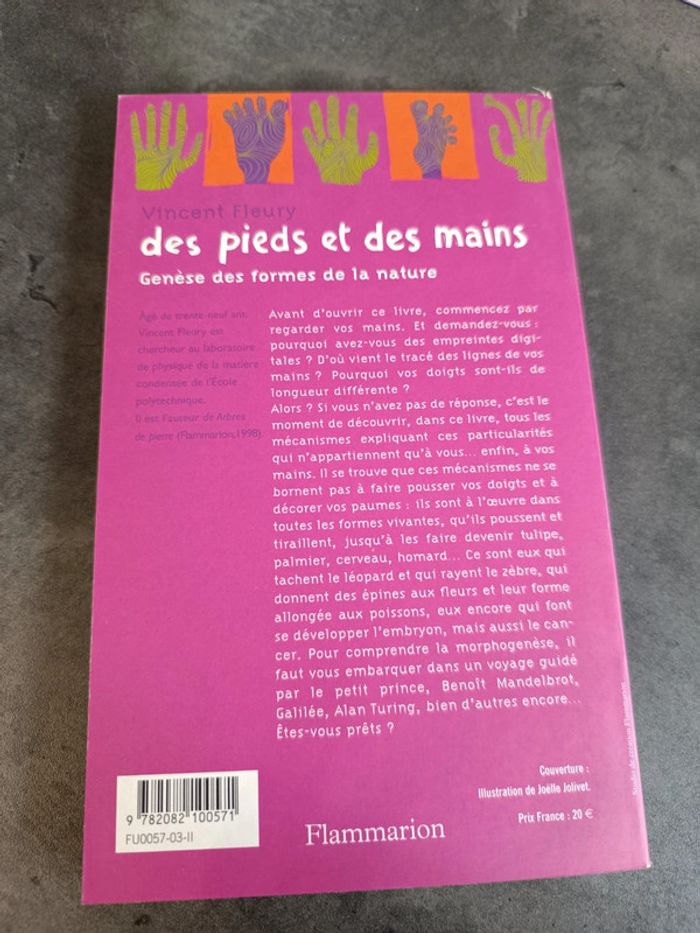 Vincent Fleury
des pieds et des mains
Genèse des formes de la nature
Âgé de trente-neuf ans,
Vincent Fleury est
chercheur au laboratoire
de physique de la matière
condensée de l'École
polytechnique.
Il est l'auteur de Arbres
de pierre (Flammarion, 1998).
Avant d'ouvrir ce livre, commencez par
regarder vos mains. Et demandez-vous :
pourquoi avez-vous des empreintes digi-
tales ? D'où vient le tracé des lignes de vos
mains ? Pourquoi vos doigts sont-ils de
longueur différente ?
Alors ? Si vous n'avez pas de réponse, c'est le
moment de découvrir, dans ce livre, tous les
mécanismes expliquant ces particularités
qui n'appartiennent qu'à vous... enfin, à vos
mains. Il se trouve que ces mécanismes ne se
bornent pas à faire pousser vos doigts et à
décorer vos paumes : ils sont à l'œuvre dans
toutes les formes vivantes, qu'ils poussent et
tiraillent, jusqu'à les faire devenir tulipe,
palmier, cerveau, homard... Ce sont eux qui
tachent le léopard et qui rayent le zèbre, qui
donnent des épines aux fleurs et leur forme
allongée aux poissons, eux encore qui font
se développer l'embryon, mais aussi le can-
cer. Pour comprendre la morphogenèse, il
faut vous embarquer dans un voyage guidé
par le petit prince, Benoît Mandelbrot,
Galilée, Alan Turing, bien d'autres encore...
Êtes-vous prêts ?
Studio de création Flammarion
Couverture :
Illustration de Joëlle Jolivet.
Prix France : 20 €
9 782082 100571
FU0057-03-II
Flammarion